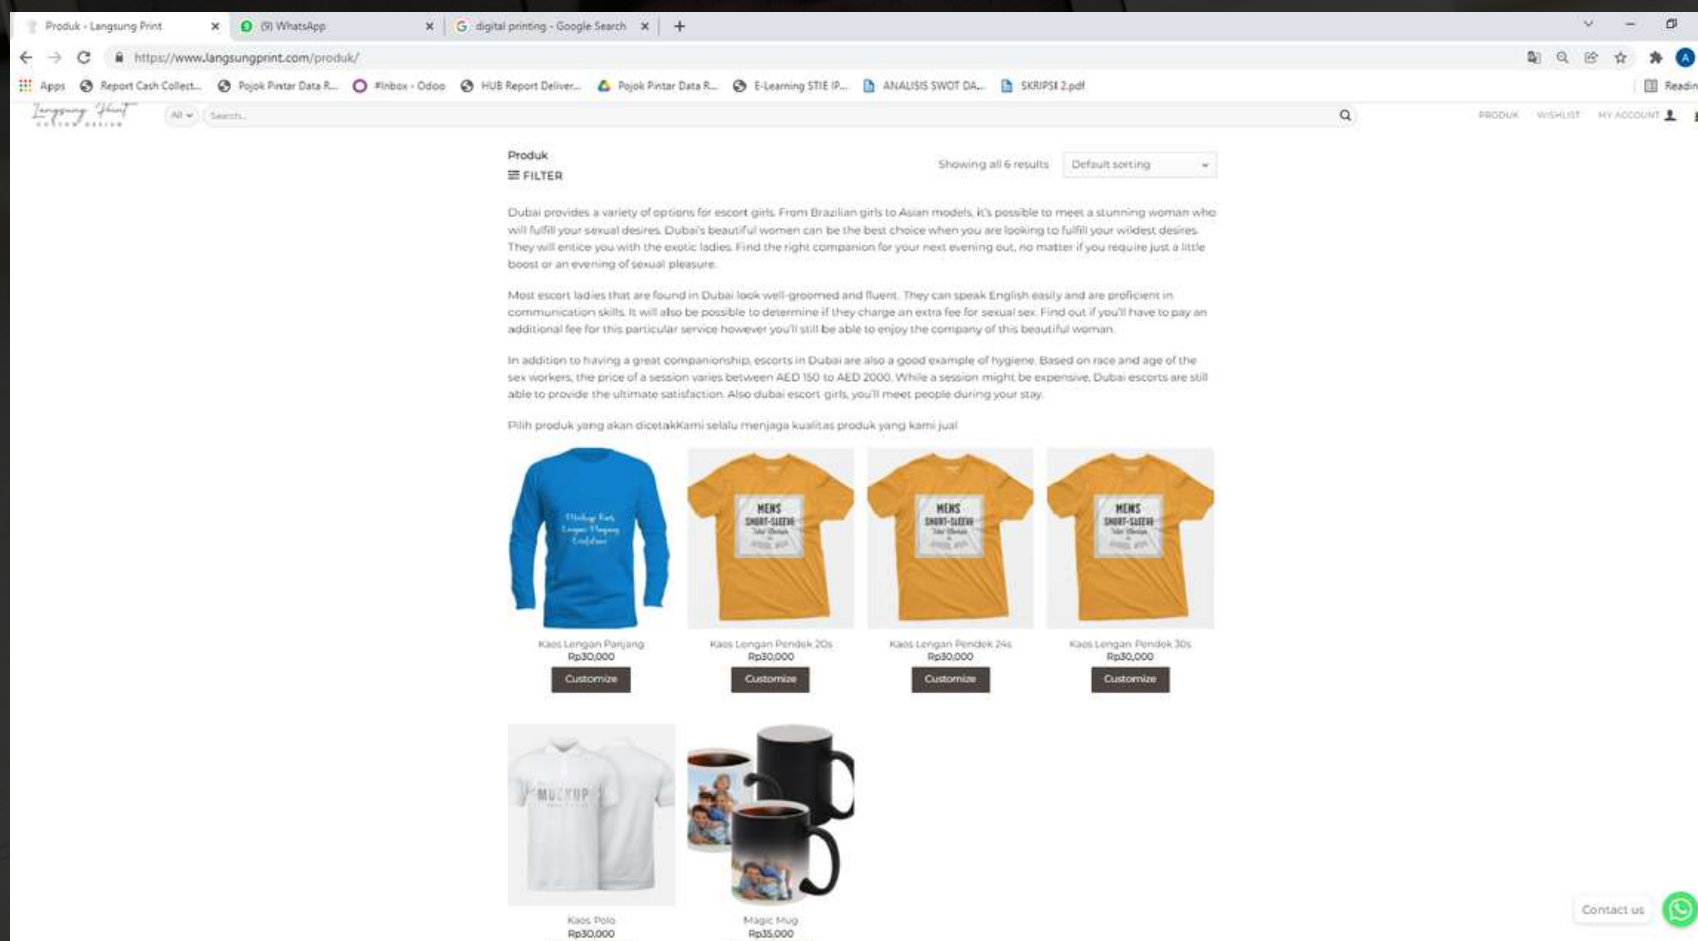 Produk - Langsung Print
(9) WhatsApp
digital printing - Google Search
https://www.langsungprint.com/produk/
Apps Report Cash Collect... Pojok Pintar Data R... #Inbox - Odoo HUB Report Deliver... Pojok Pintar Data R... E-Learning STIE IP... ANALISIS SWOT DA... SKRIPSI 2.pdf Readin
Langsung Print
CUSTOM DESIGN
All Search... PRODUK WISHLIST MY ACCOUNT
Produk
FILTER
Showing all 6 results Default sorting
Dubai provides a variety of options for escort girls. From Brazilian girls to Asian models, it's possible to meet a stunning woman who
will fulfill your sexual desires. Dubai's beautiful women can be the best choice when you are looking to fulfill your wildest desires.
They will entice you with the exotic ladies. Find the right companion for your next evening out, no matter if you require just a little
boost or an evening of sexual pleasure.
Most escort ladies that are found in Dubai look well-groomed and fluent. They can speak English easily and are proficient in
communication skills. It will also be possible to determine if they charge an extra fee for sexual sex. Find out if you'll have to pay an
additional fee for this particular service however you'll still be able to enjoy the company of this beautiful woman.
In addition to having a great companionship, escorts in Dubai are also a good example of hygiene. Based on race and age of the
sex workers, the price of a session varies between AED 150 to AED 2000. While a session might be expensive, Dubai escorts are still
able to provide the ultimate satisfaction. Also dubai escort girls, you'll meet people during your stay.
Pilih produk yang akan dicetakKami selalu menjaga kualitas produk yang kami jual
MENS
SHORT-SLEEVE
MENS
SHORT-SLEEVE
MENS
SHORT-SLEEVE
Kaos Lengan Panjang
Rp30,000
Customize
Kaos Lengan Pendek 20s
Rp30,000
Customize
Kaos Lengan Pendek 24s
Rp30,000
Customize
Kaos Lengan Pendek 30s
Rp30,000
Customize
MOCKUP
Kaos Polo
Rp30,000
Magic Mug
Rp35,000
Contact us